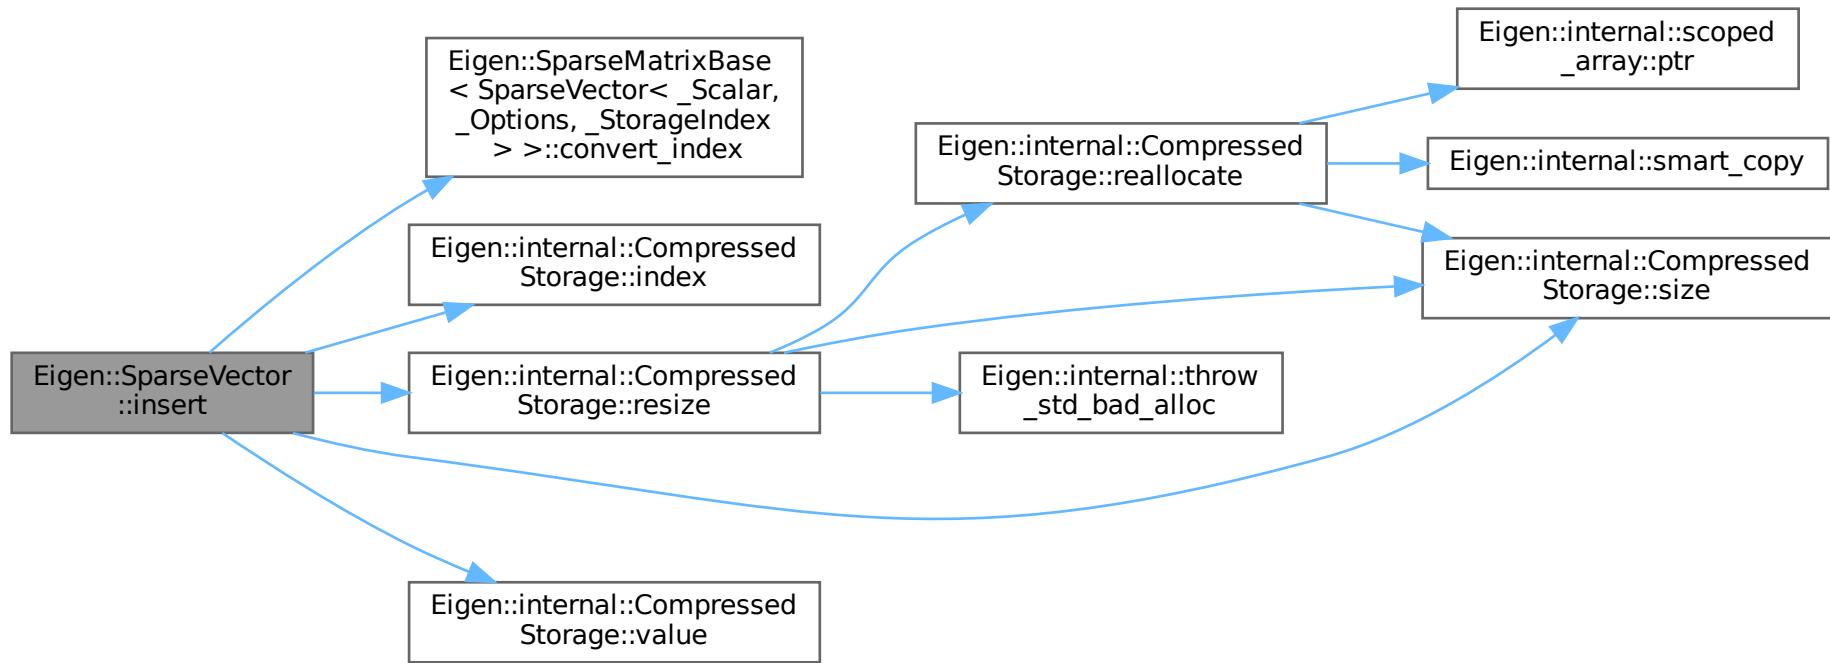 Eigen::SparseVector
::insert
Eigen::SparseMatrixBase
< SparseVector< _Scalar,
_Options, _StorageIndex
> >::convert_index
Eigen::internal::Compressed
Storage::index
Eigen::internal::Compressed
Storage::resize
Eigen::internal::Compressed
Storage::value
Eigen::internal::Compressed
Storage::reallocate
Eigen::internal::throw
_std_bad_alloc
Eigen::internal::scoped
_array::ptr
Eigen::internal::smart_copy
Eigen::internal::Compressed
Storage::size